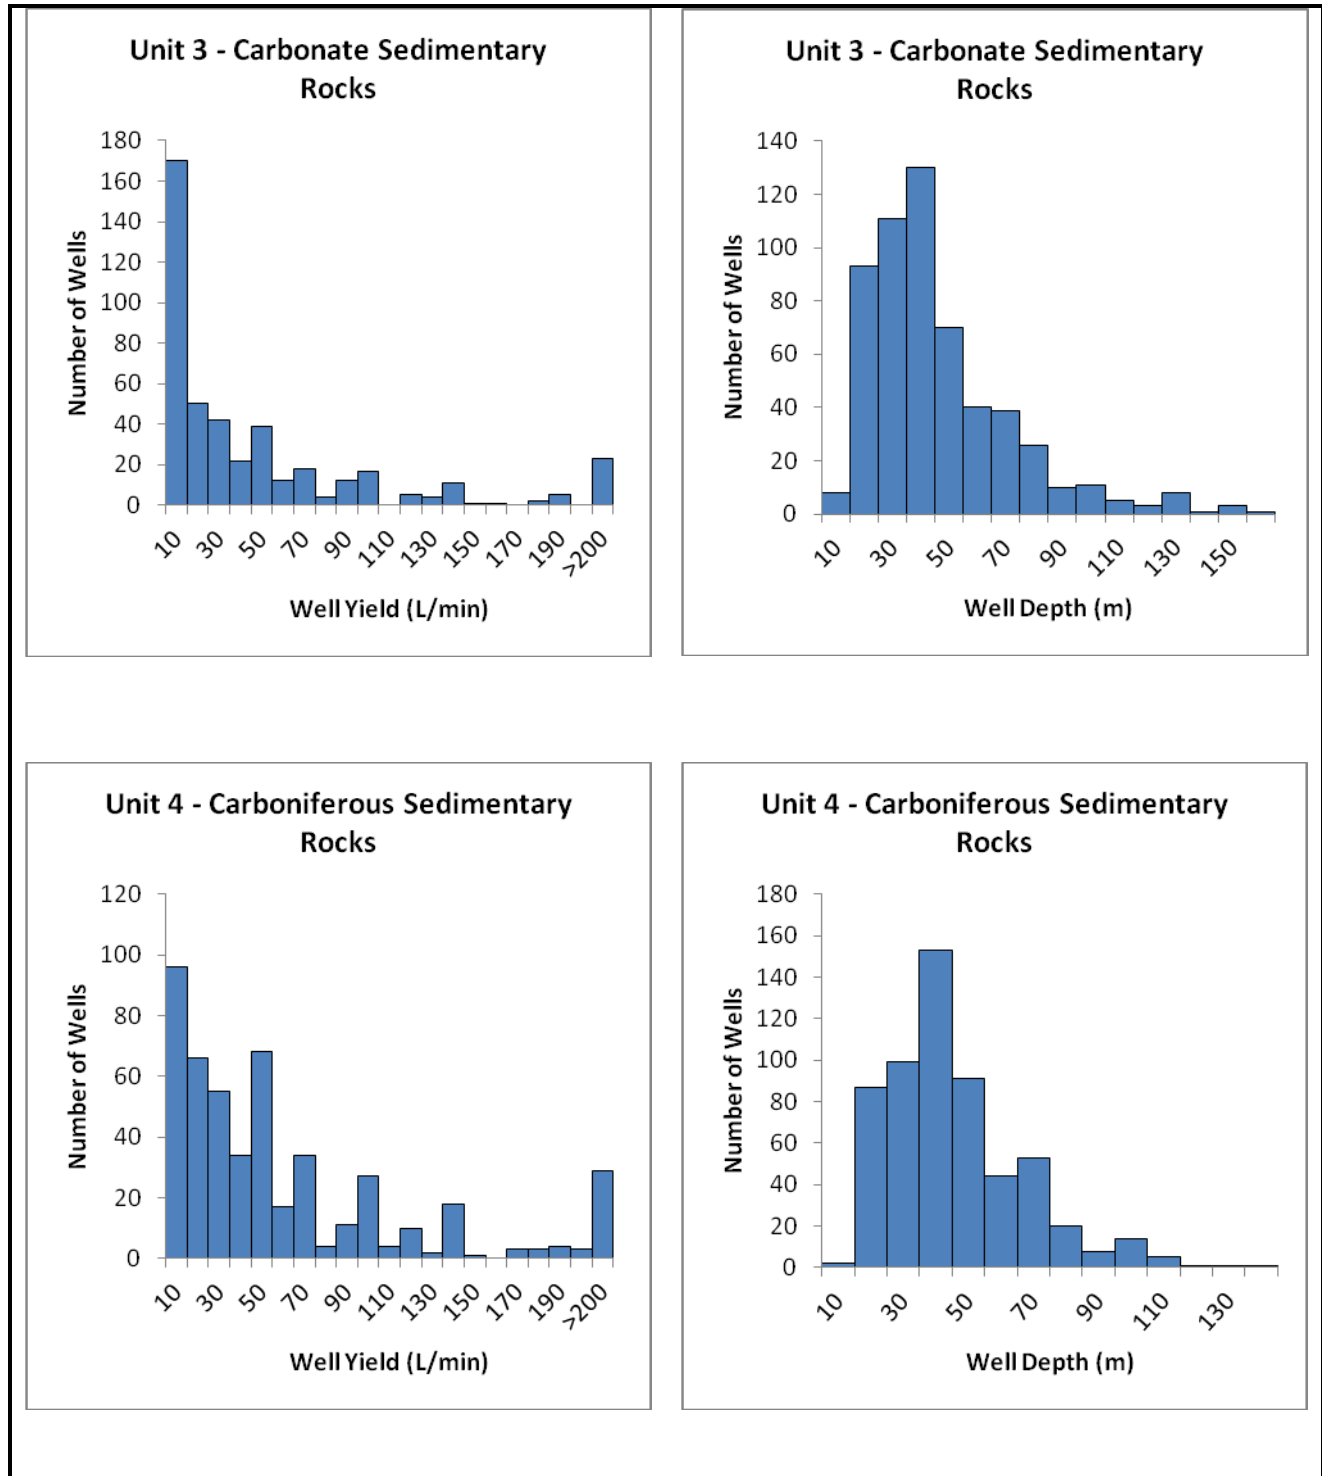 Unit 3 - Carbonate Sedimentary
Rocks
180
160
140
120
100
80
60
40
20
0
Number of Wells
10 30 50 70 90 110 130 150 170 190 >200
Well Yield (L/min)
Unit 3 - Carbonate Sedimentary
Rocks
140
120
100
80
60
40
20
0
Number of Wells
10 30 50 70 90 110 130 150
Well Depth (m)
Unit 4 - Carboniferous Sedimentary
Rocks
120
100
80
60
40
20
0
Number of Wells
10 30 50 70 90 110 130 150 170 190 >200
Well Yield (L/min)
Unit 4 - Carboniferous Sedimentary
Rocks
180
160
140
120
100
80
60
40
20
0
Number of Wells
10 30 50 70 90 110 130
Well Depth (m)